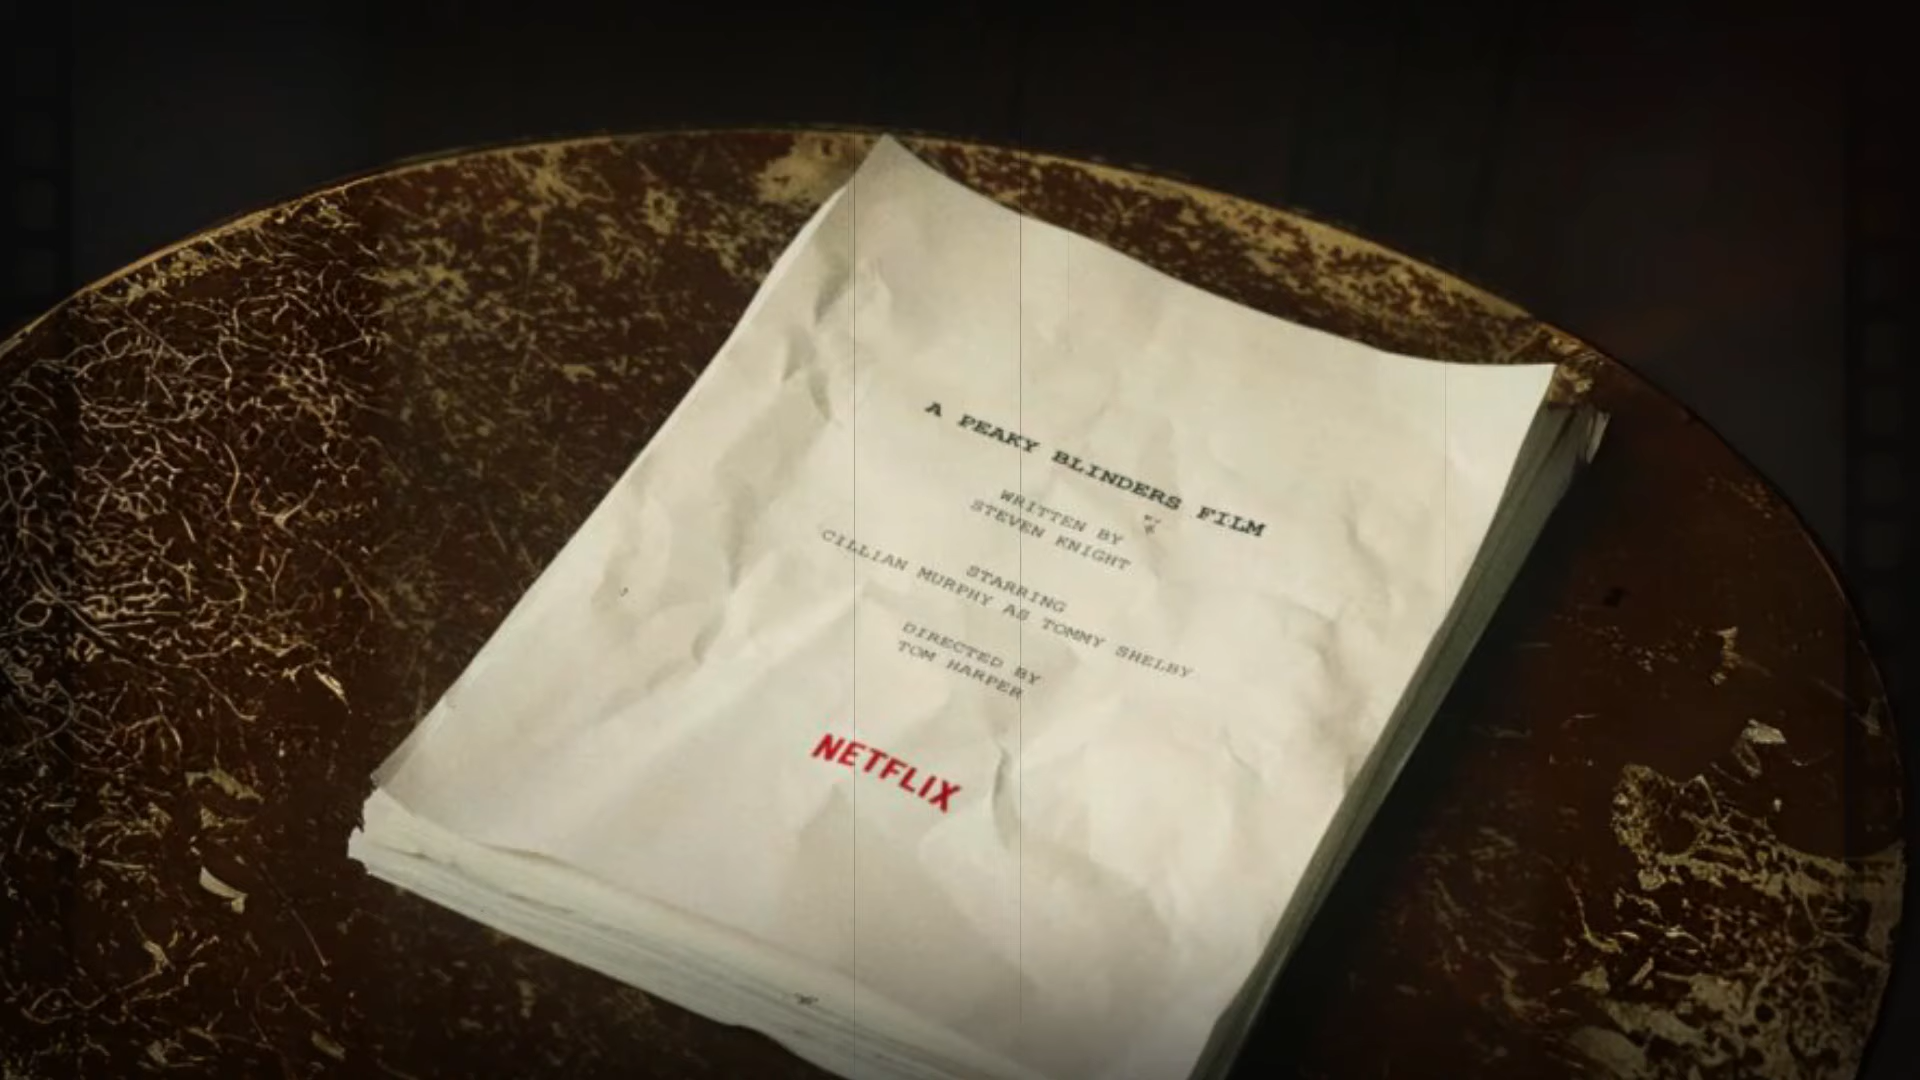 A PEAKY BLINDERS FILM
WRITTEN BY
STEVEN KNIGHT
STARRING
CILLIAN MURPHY AS TOMMY SHELBY
DIRECTED BY
TOM HARPER
NETFLIX